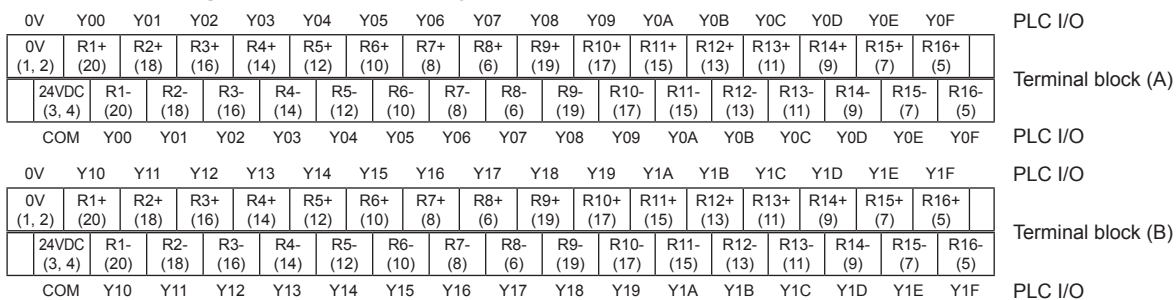 0V Y00 Y01 Y02 Y03 Y04 Y05 Y06 Y07 Y08 Y09 Y0A Y0B Y0C Y0D Y0E Y0F PLC I/O
0V R1+ R2+ R3+ R4+ R5+ R6+ R7+ R8+ R9+ R10+ R11+ R12+ R13+ R14+ R15+ R16+
(1, 2) (20) (18) (16) (14) (12) (10) (8) (6) (19) (17) (15) (13) (11) (9) (7) (5)
Terminal block (A)
24VDC R1- R2- R3- R4- R5- R6- R7- R8- R9- R10- R11- R12- R13- R14- R15- R16-
(3, 4) (20) (18) (16) (14) (12) (10) (8) (6) (19) (17) (15) (13) (11) (9) (7) (5)
COM Y00 Y01 Y02 Y03 Y04 Y05 Y06 Y07 Y08 Y09 Y0A Y0B Y0C Y0D Y0E Y0F PLC I/O
0V Y10 Y11 Y12 Y13 Y14 Y15 Y16 Y17 Y18 Y19 Y1A Y1B Y1C Y1D Y1E Y1F PLC I/O
0V R1+ R2+ R3+ R4+ R5+ R6+ R7+ R8+ R9+ R10+ R11+ R12+ R13+ R14+ R15+ R16+
(1, 2) (20) (18) (16) (14) (12) (10) (8) (6) (19) (17) (15) (13) (11) (9) (7) (5)
Terminal block (B)
24VDC R1- R2- R3- R4- R5- R6- R7- R8- R9- R10- R11- R12- R13- R14- R15- R16-
(3, 4) (20) (18) (16) (14) (12) (10) (8) (6) (19) (17) (15) (13) (11) (9) (7) (5)
COM Y10 Y11 Y12 Y13 Y14 Y15 Y16 Y17 Y18 Y19 Y1A Y1B Y1C Y1D Y1E Y1F PLC I/O